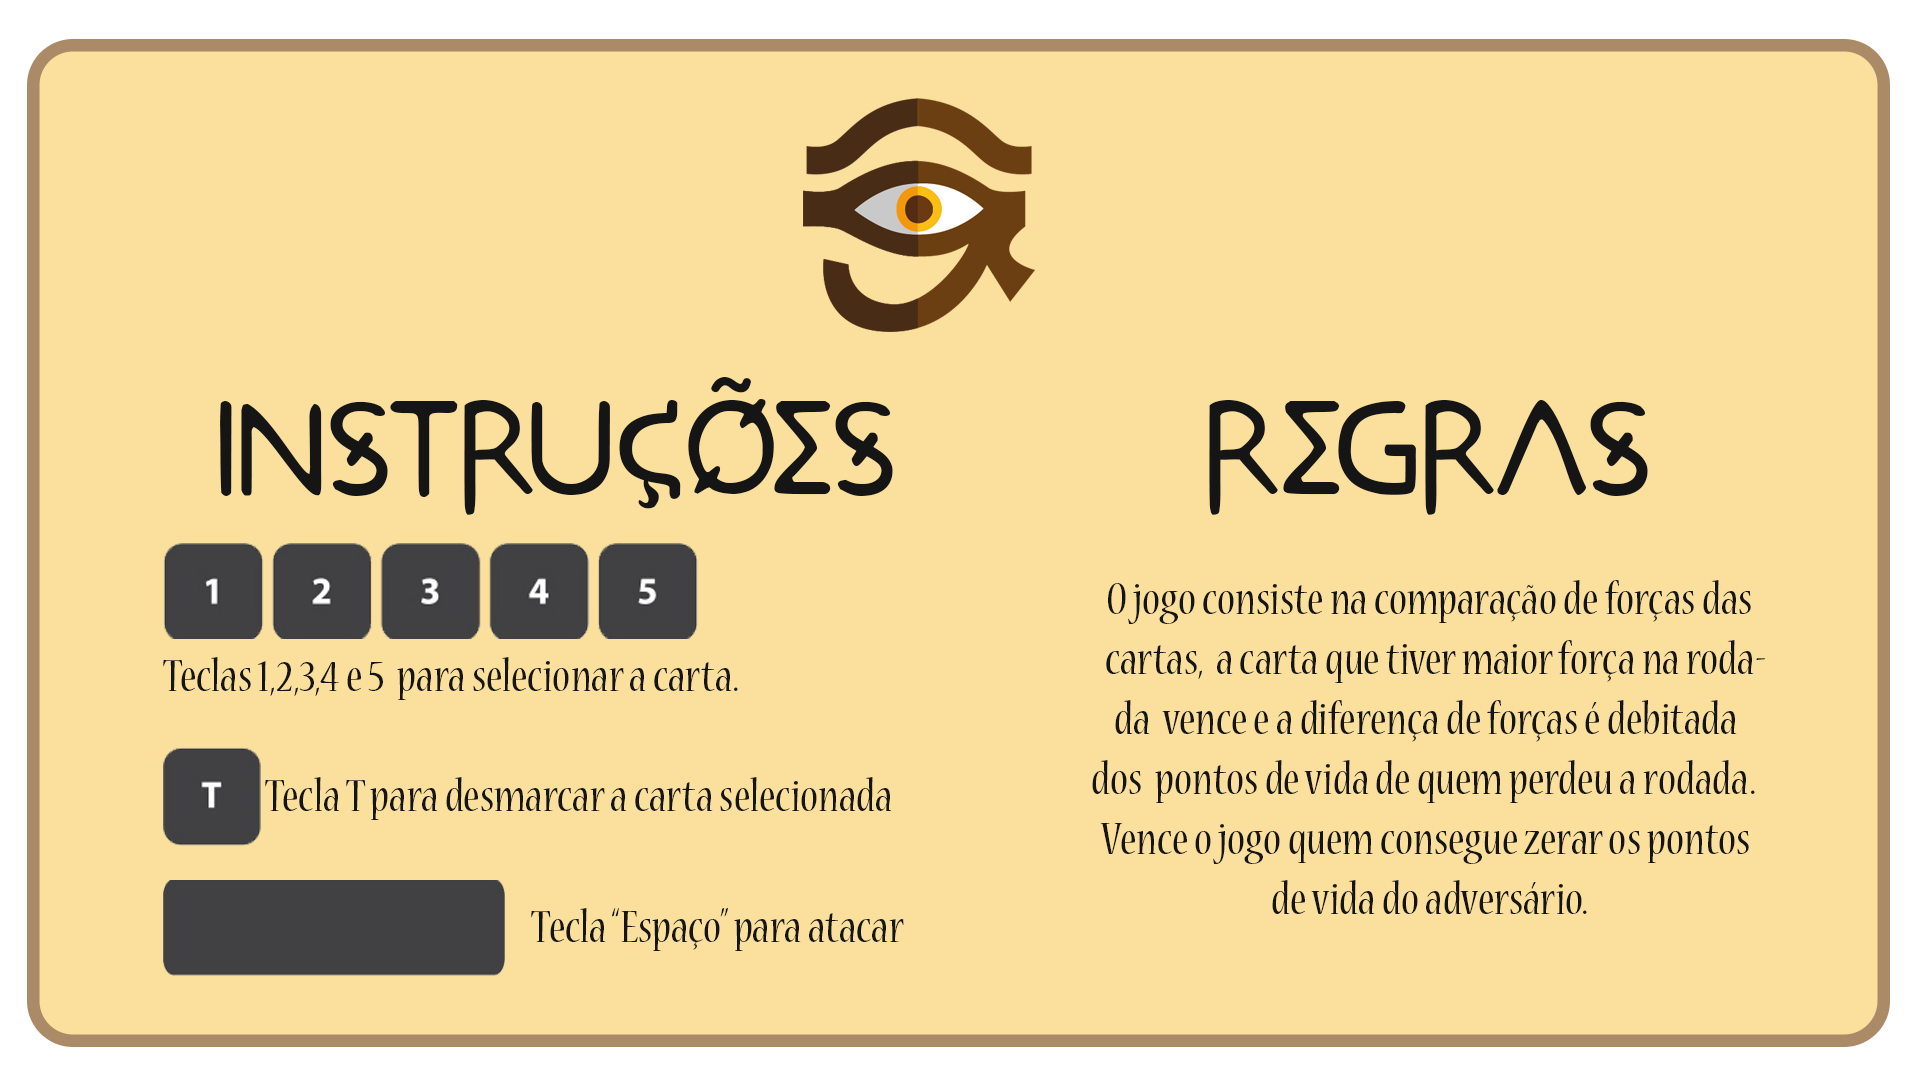 INSTRUÇÕES
1 2 3 4 5
Teclas 1,2,3,4 e 5 para selecionar a carta.
T Tecla T para desmarcar a carta selecionada
Tecla “Espaço” para atacar
REGRAS
O jogo consiste na comparação de forças das
cartas, a carta que tiver maior força na roda-
da vence e a diferença de forças é debitada
dos pontos de vida de quem perdeu a rodada.
Vence o jogo quem consegue zerar os pontos
de vida do adversário.